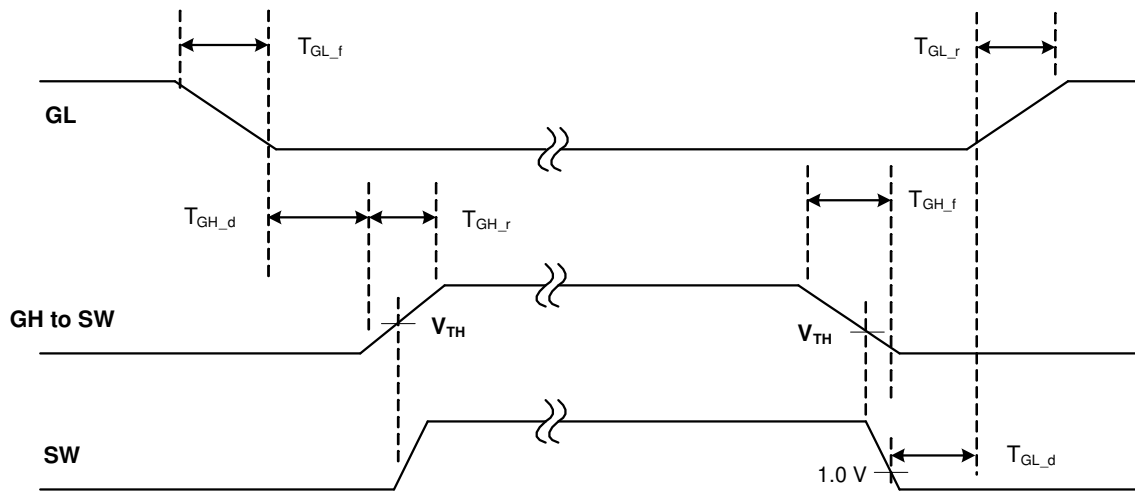 T_GL_f
T_GL_r
GL
T_GH_d
T_GH_r
T_GH_f
GH to SW
V_TH
V_TH
SW
1.0 V
T_GL_d